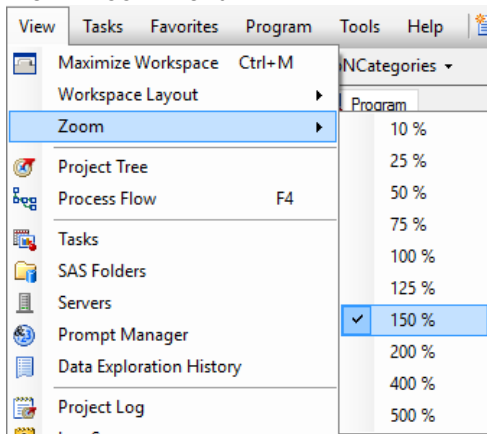 View Tasks Favorites Program Tools Help
Maximize Workspace Ctrl+M
Workspace Layout
Zoom
Project Tree
Process Flow F4
Tasks
SAS Folders
Servers
Prompt Manager
Data Exploration History
Project Log
NCategories
Program
10 %
25 %
50 %
75 %
100 %
125 %
150 %
200 %
400 %
500 %